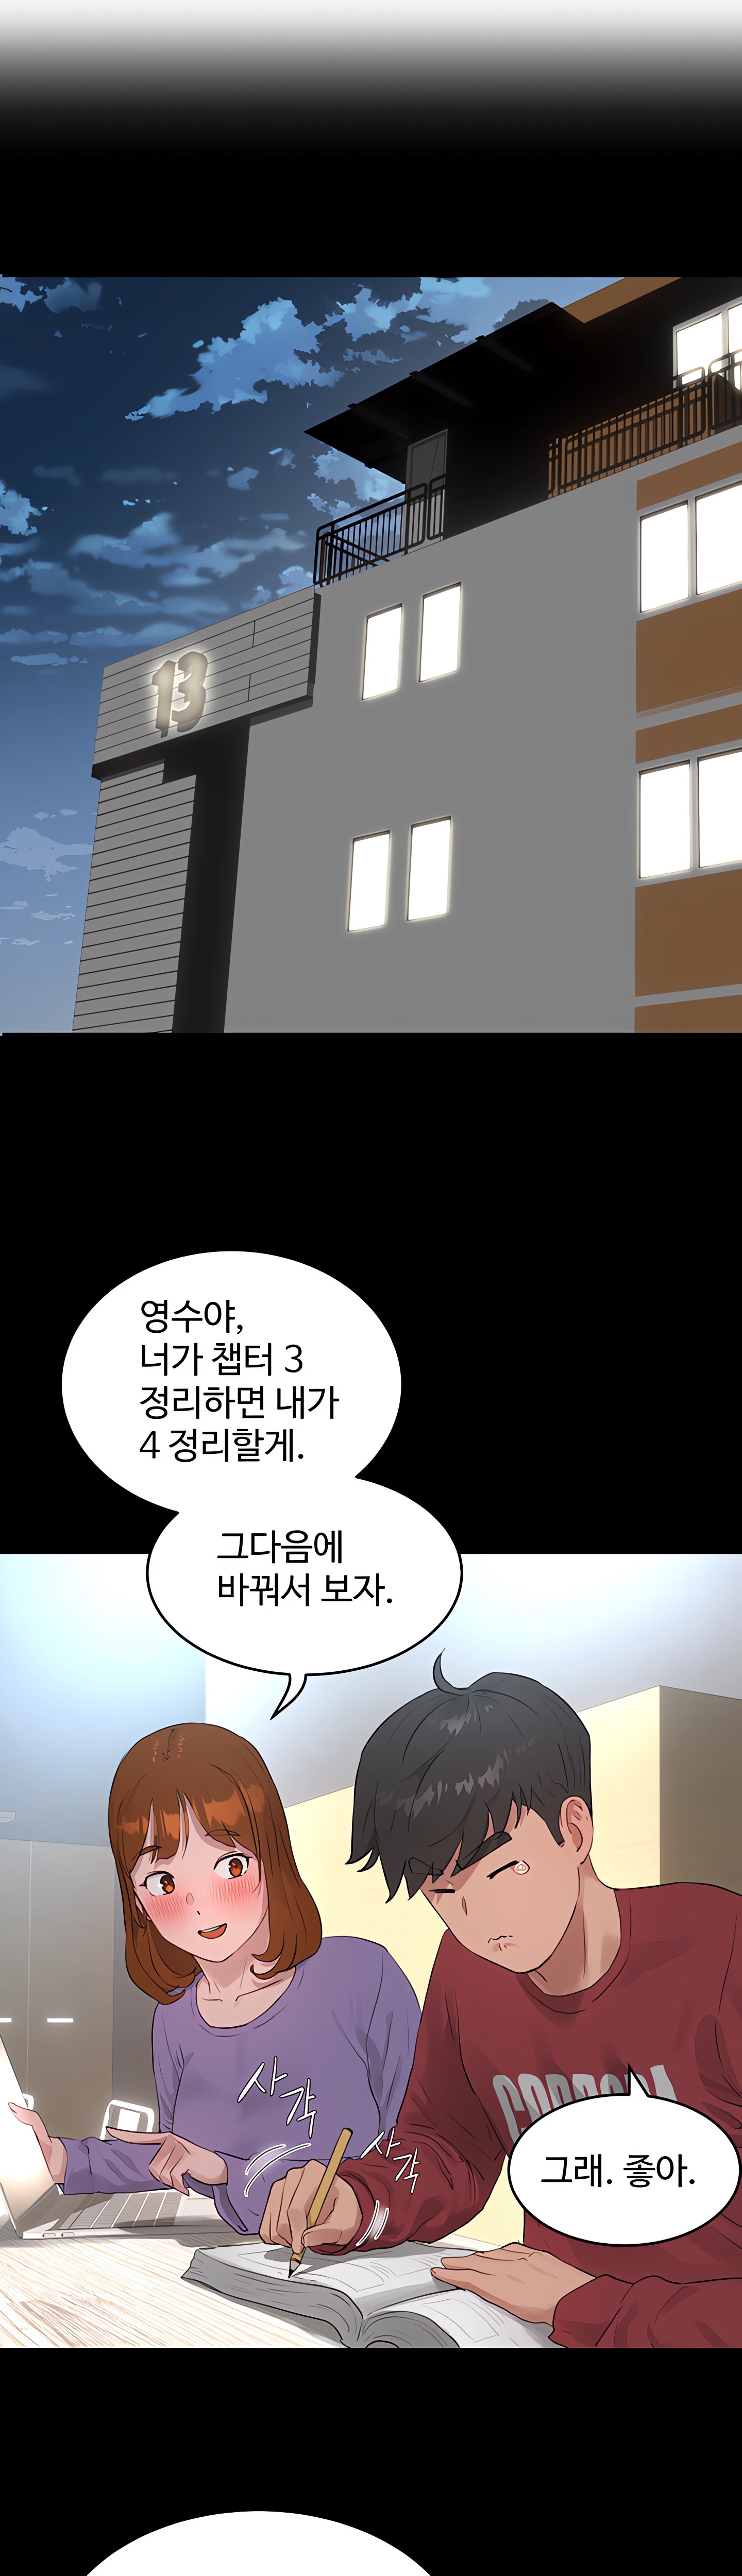 13
영수야,
너가 챕터 3
정리하면 내가
4 정리할게.
그다음에
바꿔서 보자.
사각
사각
그래. 좋아.